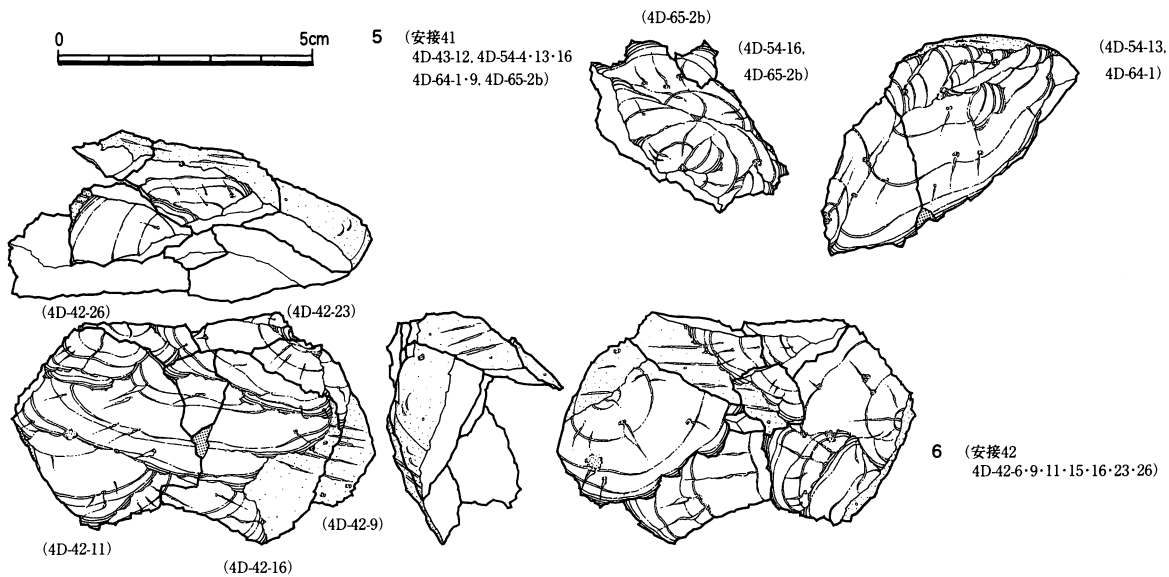 0 5cm
5 (安接41
4D-43-12, 4D-54-4・13・16
4D-64-1・9, 4D-65-2b)
(4D-65-2b)
(4D-54-16,
4D-65-2b)
(4D-54-13,
4D-64-1)
(4D-42-26)
(4D-42-23)
(4D-42-9)
(4D-42-11)
(4D-42-16)
6 (安接42
4D-42-6・9・11・15・16・23・26)